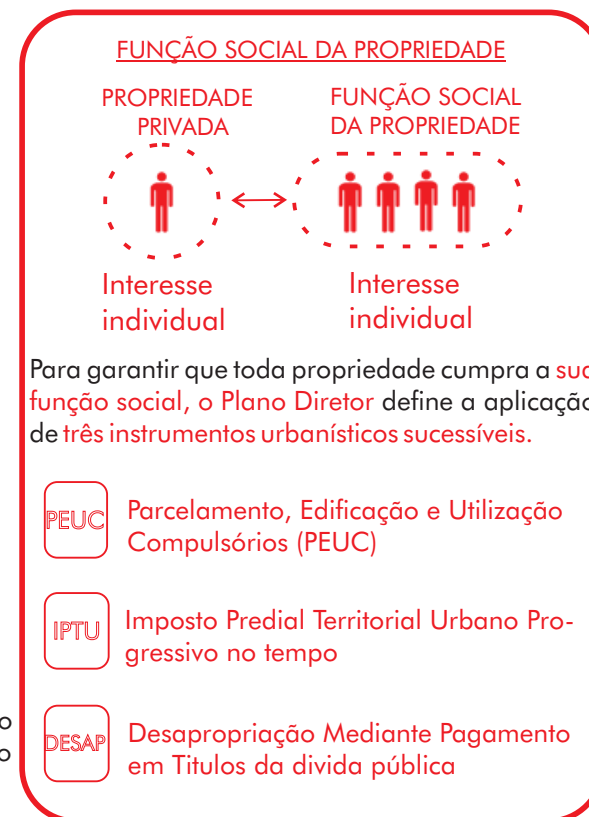 FUNÇÃO SOCIAL DA PROPRIEDADE
PROPRIEDADE
PRIVADA
FUNÇÃO SOCIAL
DA PROPRIEDADE
Interesse
individual
Interesse
individual
Para garantir que toda propriedade cumpra a sua
função social, o Plano Diretor define a aplicação
de três instrumentos urbanísticos sucessíveis.
PEUC
Parcelamento, Edificação e Utilização
Compulsórios (PEUC)
IPTU
Imposto Predial Territorial Urbano Pro-
gressivo no tempo
o
o
DESAP
Desapropriação Mediante Pagamento
em Titulos da divida pública